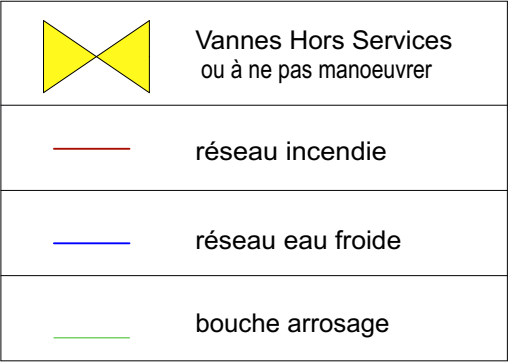 Vannes Hors Services
ou à ne pas manoeuvrer
réseau incendie
réseau eau froide
bouche arrosage